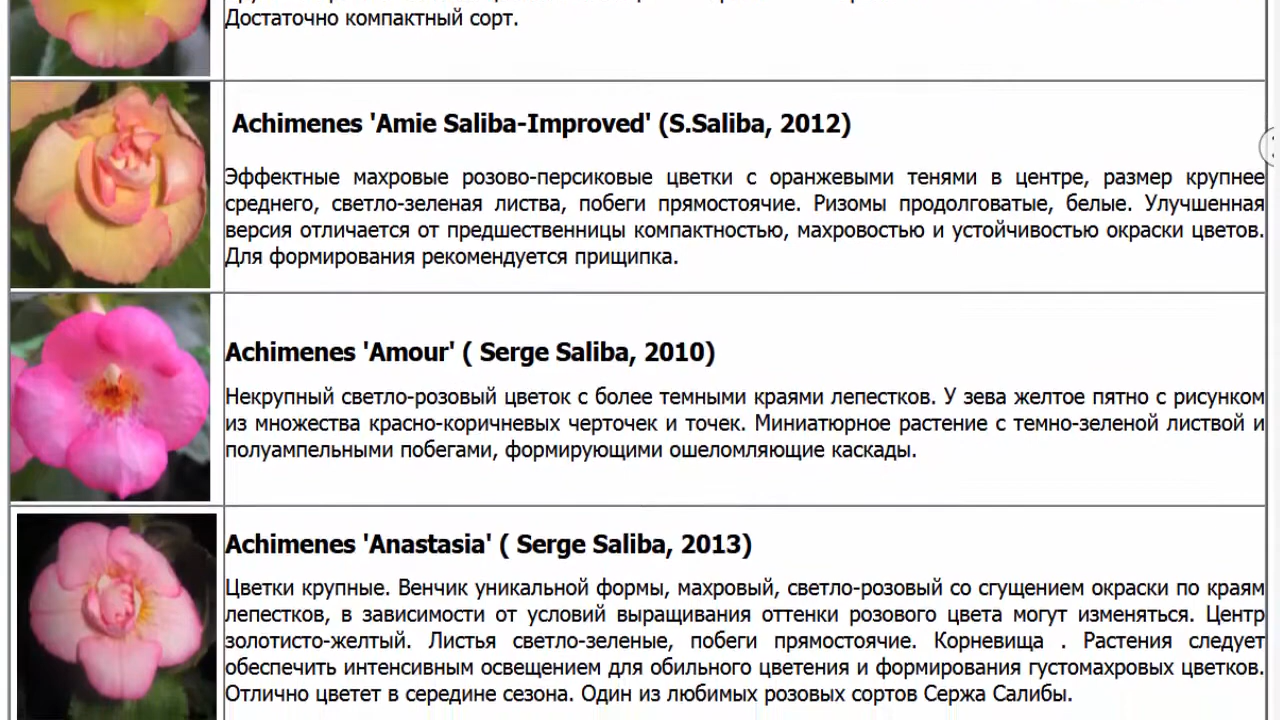 Достаточно компактный сорт.
Achimenes 'Amie Saliba-Improved' (S.Saliba, 2012)
Эффектные махровые розово-персиковые цветки с оранжевыми тенями в центре, размер крупнее
среднего, светло-зеленая листва, побеги прямостоячие. Ризомы продолговатые, белые. Улучшенная
версия отличается от предшественницы компактностью, махровостью и устойчивостью окраски цветов.
Для формирования рекомендуется прищипка.
Achimenes 'Amour' ( Serge Saliba, 2010)
Некрупный светло-розовый цветок с более темными краями лепестков. У зева желтое пятно с рисунком
из множества красно-коричневых черточек и точек. Миниатюрное растение с темно-зеленой листвой и
полуампельными побегами, формирующими ошеломляющие каскады.
Achimenes 'Anastasia' ( Serge Saliba, 2013)
Цветки крупные. Венчик уникальной формы, махровый, светло-розовый со сгущением окраски по краям
лепестков, в зависимости от условий выращивания оттенки розового цвета могут изменяться. Центр
золотисто-желтый. Листья светло-зеленые, побеги прямостоячие. Корневища . Растения следует
обеспечить интенсивным освещением для обильного цветения и формирования густомахровых цветков.
Отлично цветет в середине сезона. Один из любимых розовых сортов Сержа Салибы.